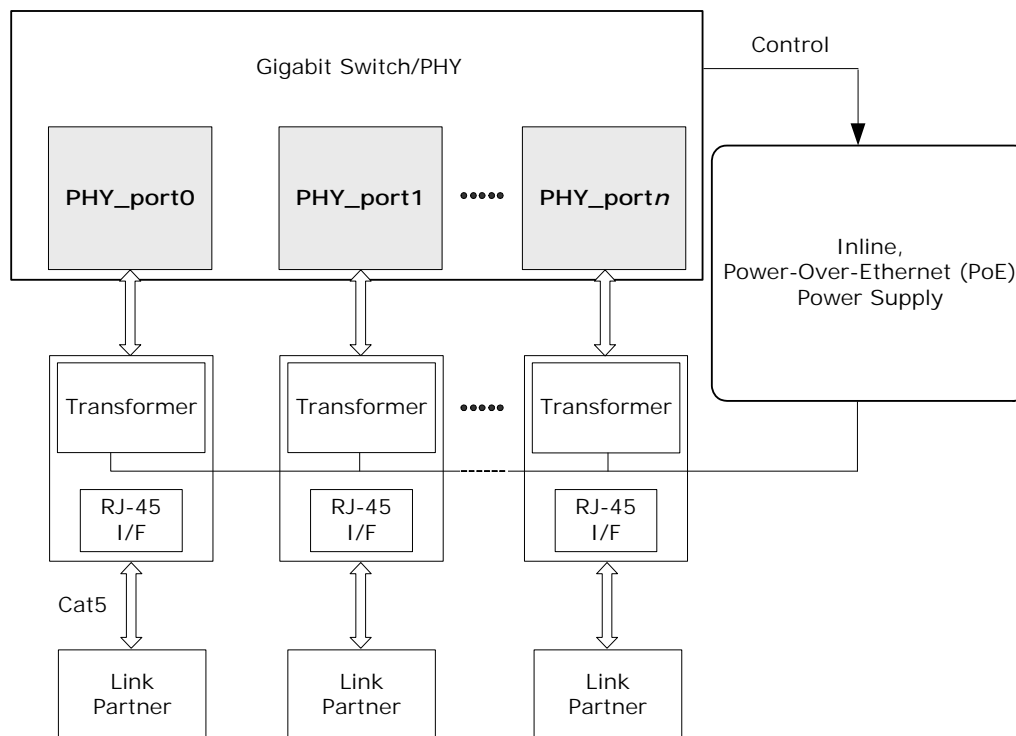 Control
Gigabit Switch/PHY
PHY_port0
PHY_port1
PHY_portn
Inline,
Power-Over-Ethernet (PoE)
Power Supply
Transformer
Transformer
Transformer
RJ-45
I/F
RJ-45
I/F
RJ-45
I/F
Cat5
Link
Partner
Link
Partner
Link
Partner